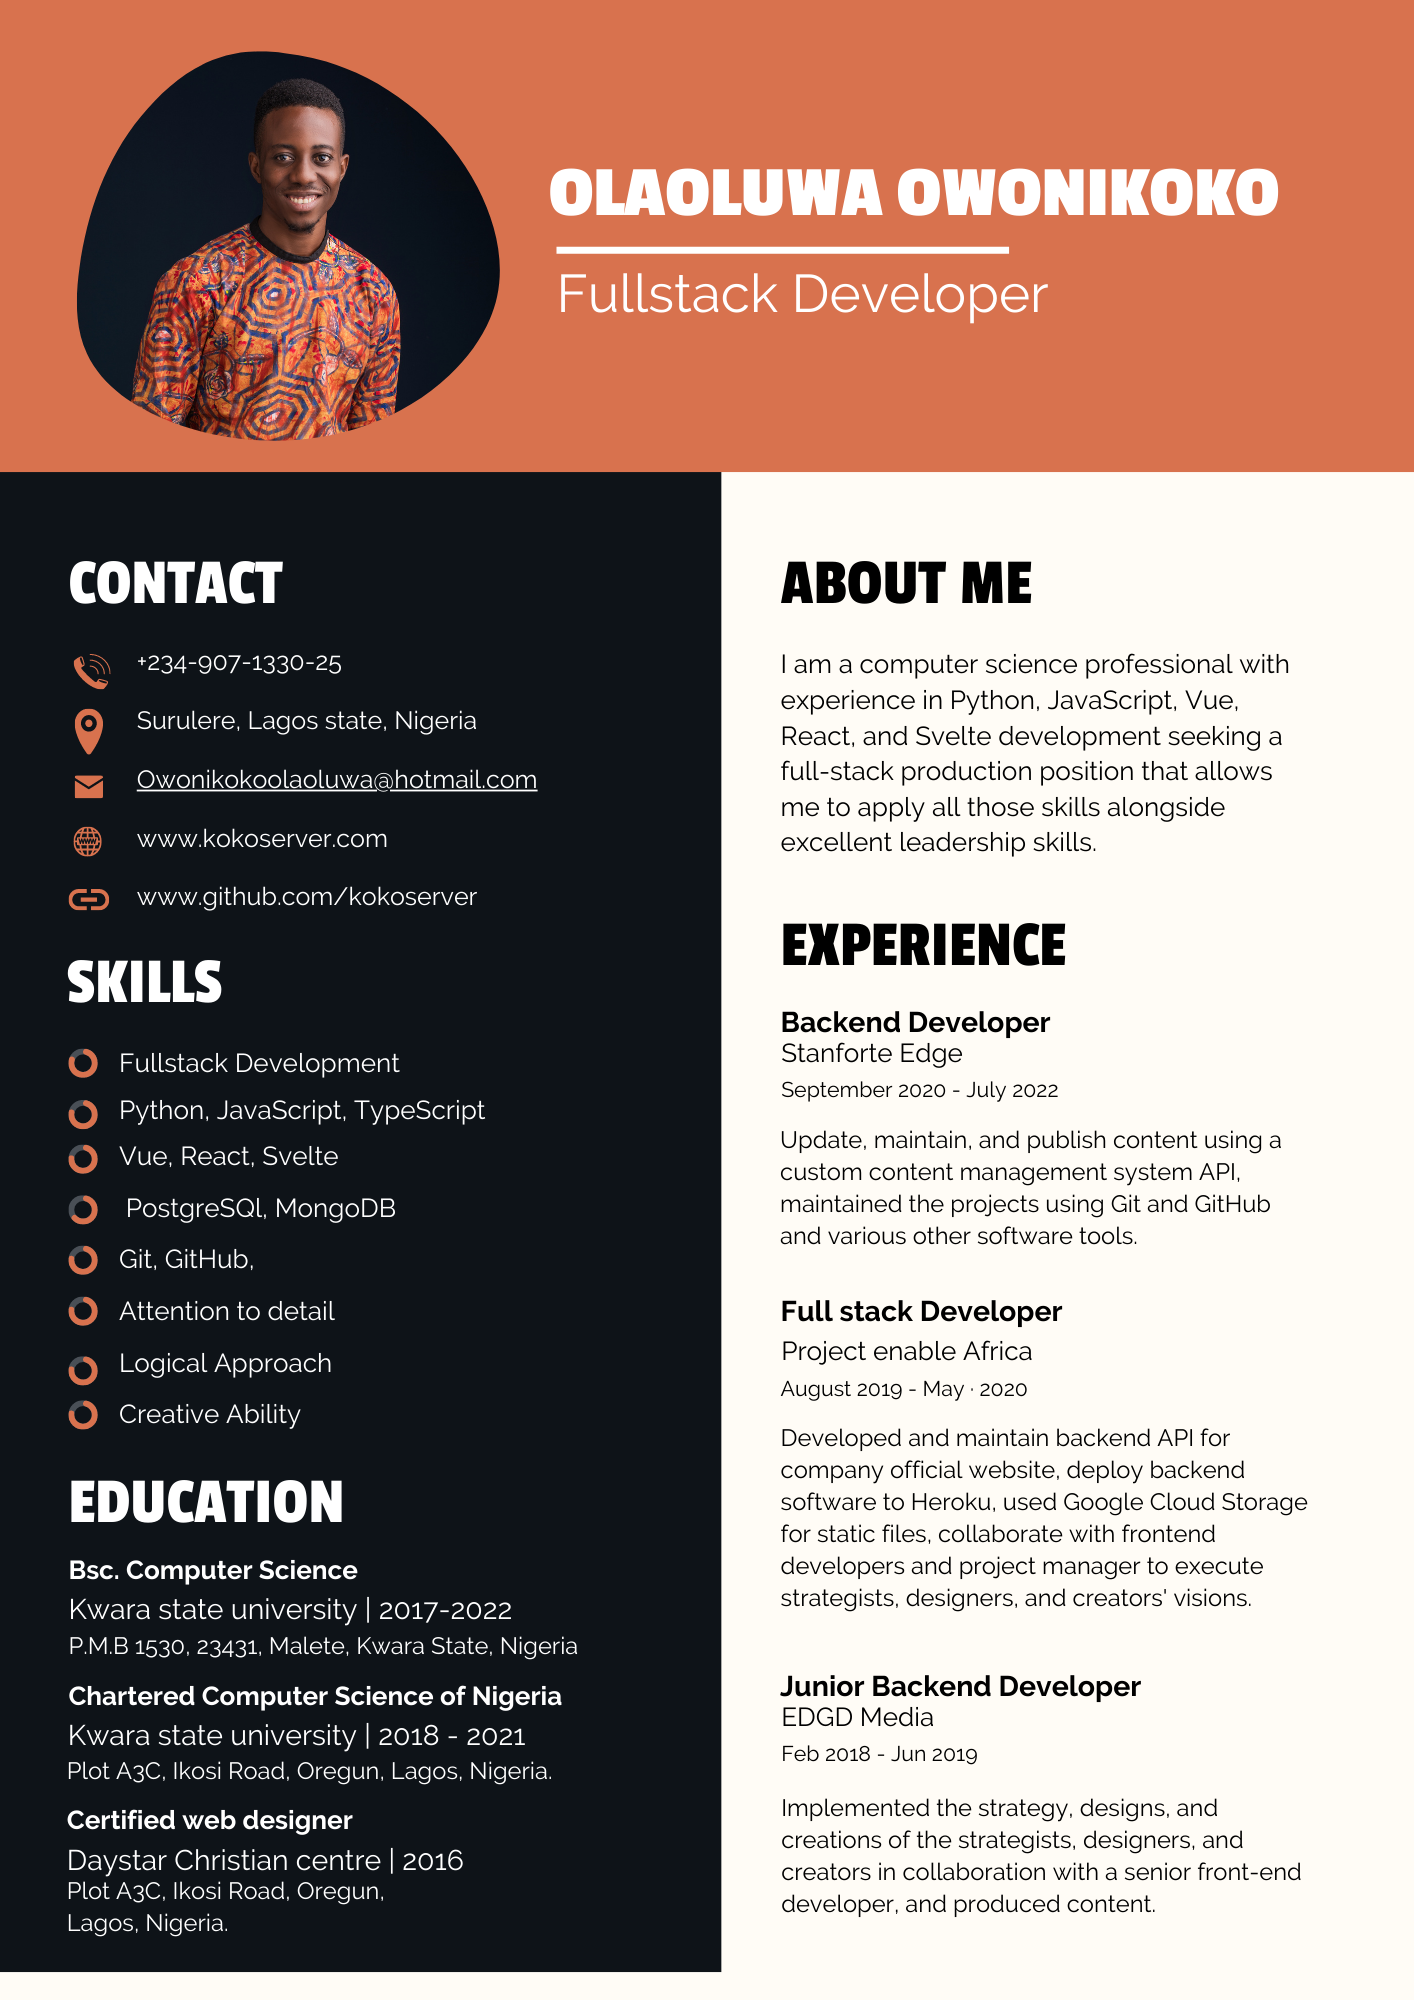 OLAOLUWA OWONIKOKO
Fullstack Developer
CONTACT
+234-907-1330-25
Surulere, Lagos state, Nigeria
Owonikokoolaoluwa@hotmail.com
www.kokoserver.com
www.github.com/kokoserver
SKILLS
Fullstack Development
Python, JavaScript, TypeScript
Vue, React, Svelte
PostgreSQl, MongoDB
Git, GitHub,
Attention to detail
Logical Approach
Creative Ability
EDUCATION
Bsc. Computer Science
Kwara state university | 2017-2022
P.M.B 1530, 23431, Malete, Kwara State, Nigeria
Chartered Computer Science of Nigeria
Kwara state university | 2018 - 2021
Plot A3C, Ikosi Road, Oregun, Lagos, Nigeria.
Certified web designer
Daystar Christian centre | 2016
Plot A3C, Ikosi Road, Oregun,
Lagos, Nigeria.
ABOUT ME
I am a computer science professional with
experience in Python, JavaScript, Vue,
React, and Svelte development seeking a
full-stack production position that allows
me to apply all those skills alongside
excellent leadership skills.
EXPERIENCE
Backend Developer
Stanforte Edge
September 2020 - July 2022
Update, maintain, and publish content using a
custom content management system API,
maintained the projects using Git and GitHub
and various other software tools.
Full stack Developer
Project enable Africa
August 2019 - May · 2020
Developed and maintain backend API for
company official website, deploy backend
software to Heroku, used Google Cloud Storage
for static files, collaborate with frontend
developers and project manager to execute
strategists, designers, and creators' visions.
Junior Backend Developer
EDGD Media
Feb 2018 - Jun 2019
Implemented the strategy, designs, and
creations of the strategists, designers, and
creators in collaboration with a senior front-end
developer, and produced content.